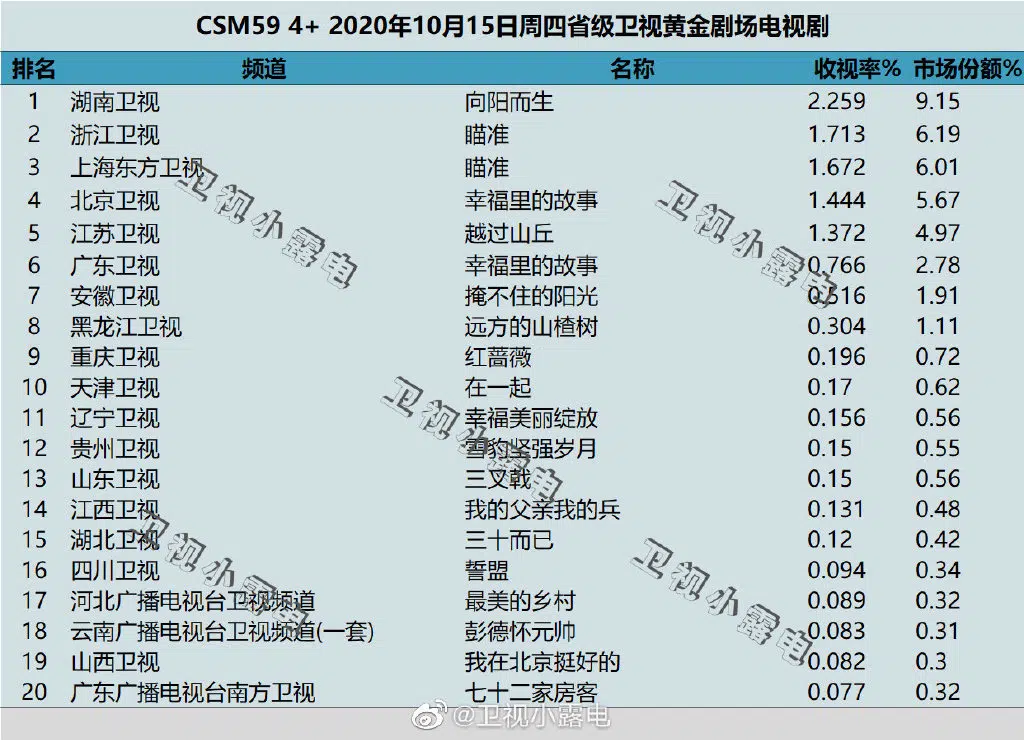 CSM59 4+ 2020年10月15日周四省级卫视黄金剧场电视剧
排名 频道 名称 收视率% 市场份额%
1 湖南卫视 向阳而生 2.259 9.15
2 浙江卫视 瞄准 1.713 6.19
3 上海东方卫视 瞄准 1.672 6.01
4 北京卫视 幸福里的故事 1.444 5.67
5 江苏卫视 越过山丘 1.372 4.97
6 广东卫视 幸福里的故事 0.766 2.78
7 安徽卫视 掩不住的阳光 0.516 1.91
8 黑龙江卫视 远方的山楂树 0.304 1.11
9 重庆卫视 红蔷薇 0.196 0.72
10 天津卫视 在一起 0.17 0.62
11 辽宁卫视 幸福美丽绽放 0.156 0.56
12 贵州卫视 雪豹坚强岁月 0.15 0.55
13 山东卫视 三叉戟 0.15 0.56
14 江西卫视 我的父亲我的兵 0.131 0.48
15 湖北卫视 三十而已 0.12 0.42
16 四川卫视 誓盟 0.094 0.34
17 河北广播电视台卫视频道 最美的乡村 0.089 0.32
18 云南广播电视台卫视频道(一套) 彭德怀元帅 0.083 0.31
19 山西卫视 我在北京挺好的 0.082 0.3
20 广东广播电视台南方卫视 七十二家房客 0.077 0.32
卫视小露电
卫视小露电
卫视小露电
卫视小露电
卫视小露电
@卫视小露电